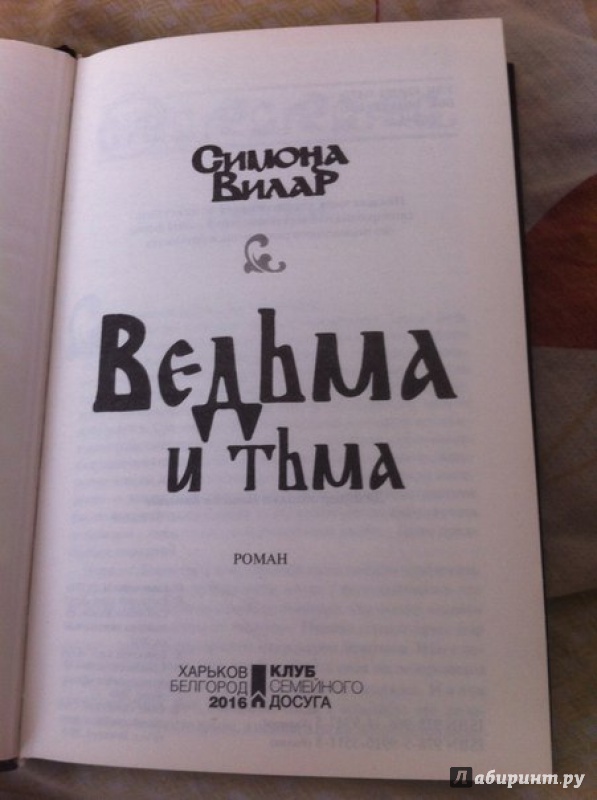 Симона
Вилар
Ведьма
и тьма
РОМАН
ХАРЬКОВ
БЕЛГОРОД
2016
КЛУБ
СЕМЕЙНОГО
ДОСУГА
Лабиринт.ру